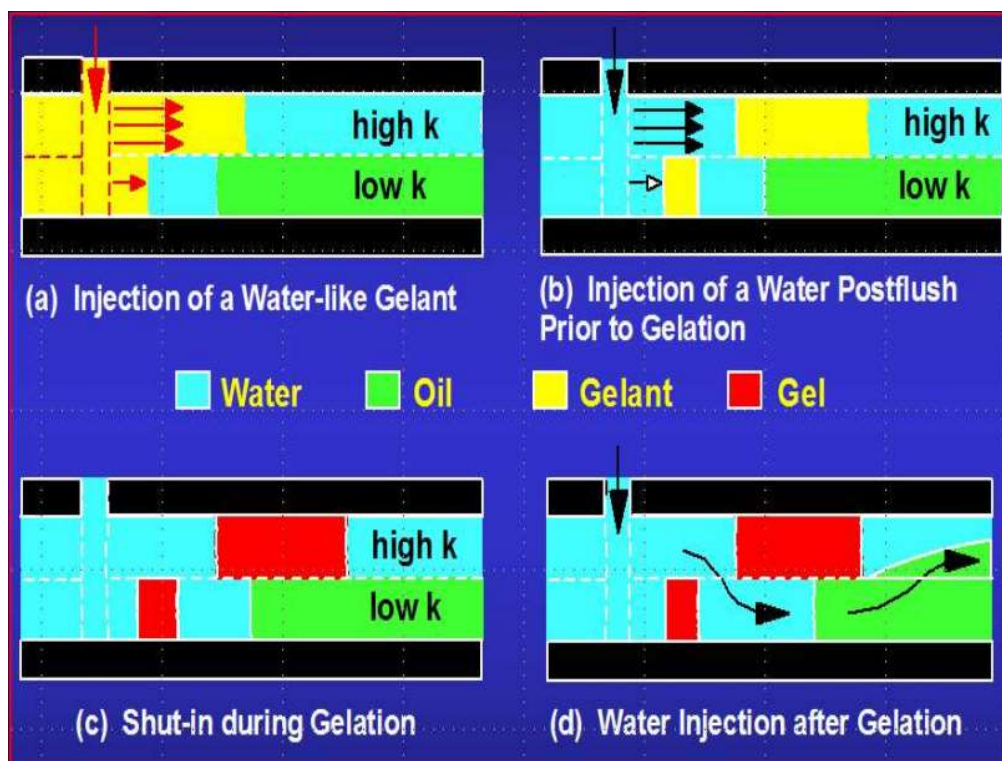 high k
low k
(a) Injection of a Water-like Gelant
high k
low k
(b) Injection of a Water Postflush
Prior to Gelation
Water
Oil
Gelant
Gel
high k
low k
(c) Shut-in during Gelation
(d) Water Injection after Gelation